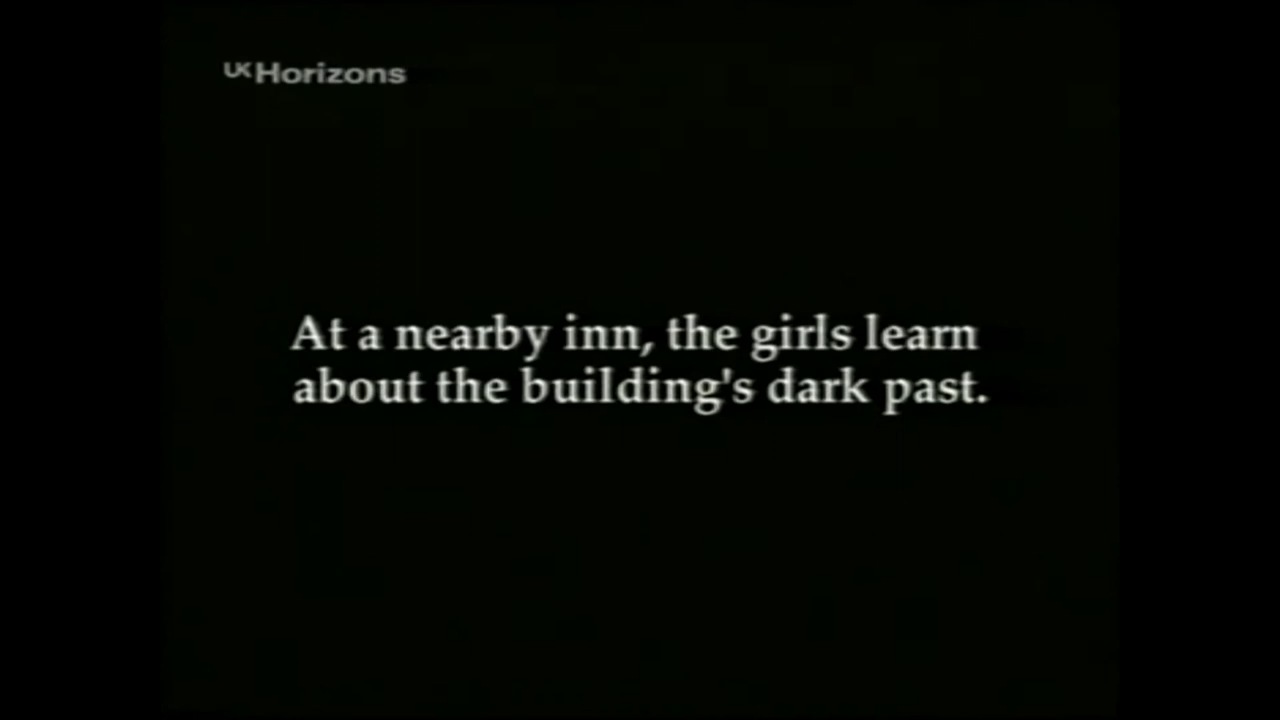 UKHorizons
At a nearby inn, the girls learn
about the building's dark past.